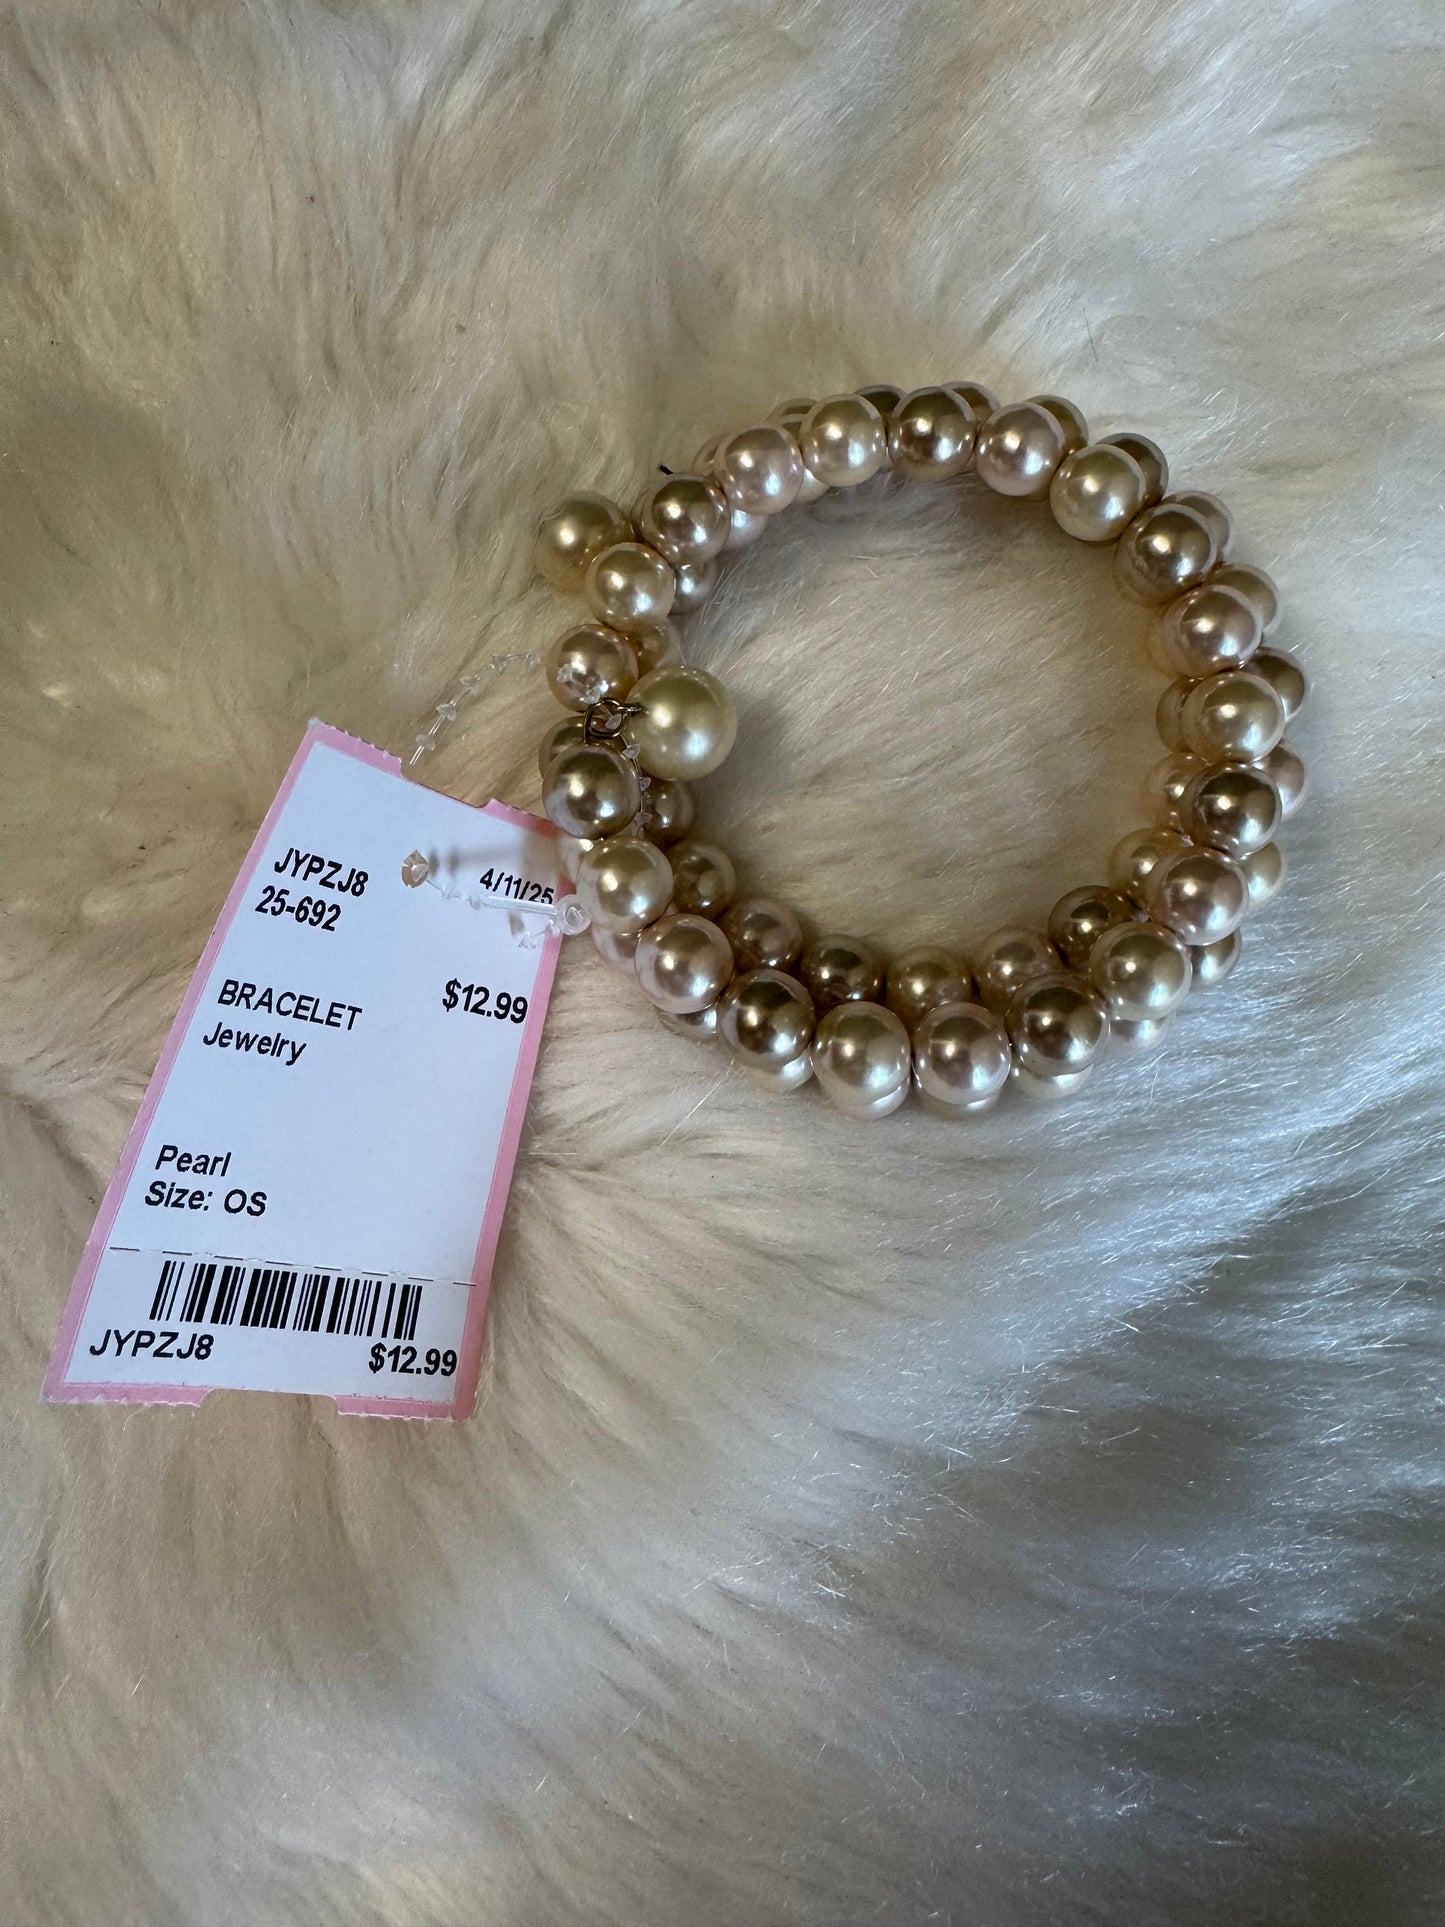 JYPZJ8 4/11/25
25-692
BRACELET $12.99
Jewelry
Pearl
Size: OS
JYPZJ8 $12.99